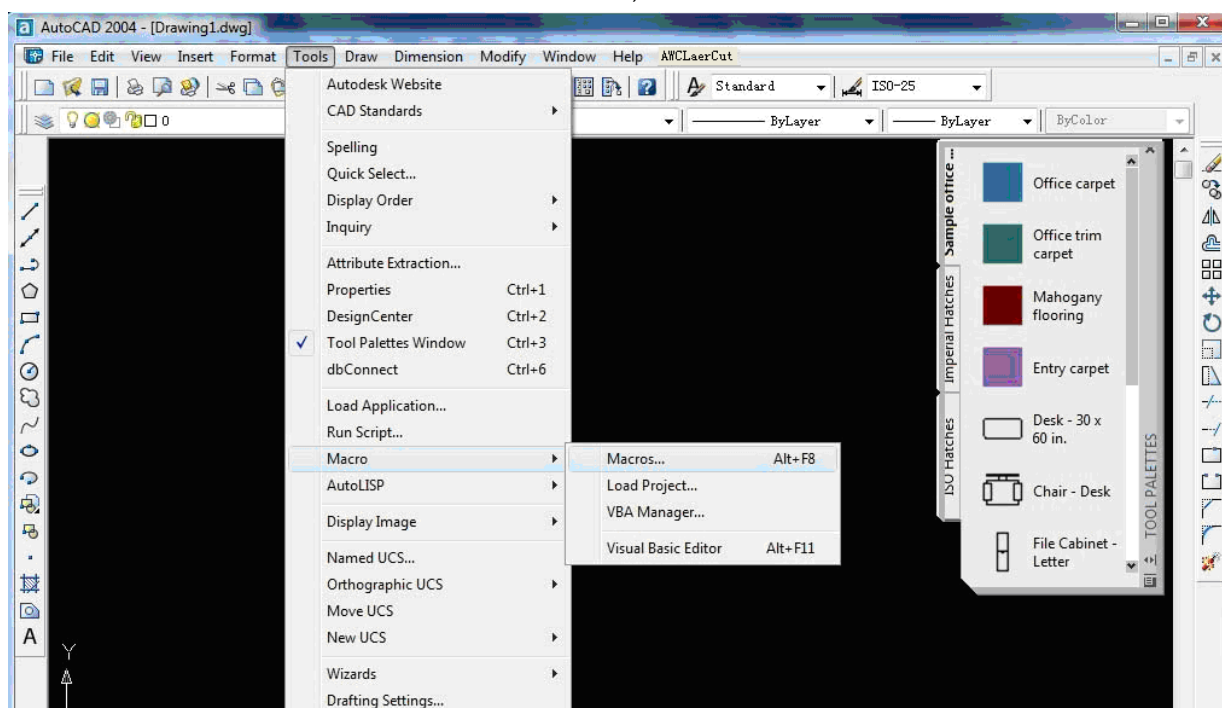 AutoCAD 2004 - [Drawing1.dwg]
File Edit View Insert Format Tools Draw Dimension Modify Window Help AWCLaerCut
Standard ISO-25
0 ByLayer ByLayer ByColor
Autodesk Website
CAD Standards
Spelling
Quick Select...
Display Order
Inquiry
Attribute Extraction...
Properties Ctrl+1
DesignCenter Ctrl+2
Tool Palettes Window Ctrl+3
dbConnect Ctrl+6
Load Application...
Run Script...
Macro
AutoLISP
Display Image
Named UCS...
Orthographic UCS
Move UCS
New UCS
Wizards
Drafting Settings...
Macros... Alt+F8
Load Project...
VBA Manager...
Visual Basic Editor Alt+F11
Sample office ...
Imperial Hatches
ISO Hatches
Office carpet
Office trim
carpet
Mahogany
flooring
Entry carpet
Desk - 30 x
60 in.
Chair - Desk
File Cabinet -
Letter
TOOL PALETTES
A
Y